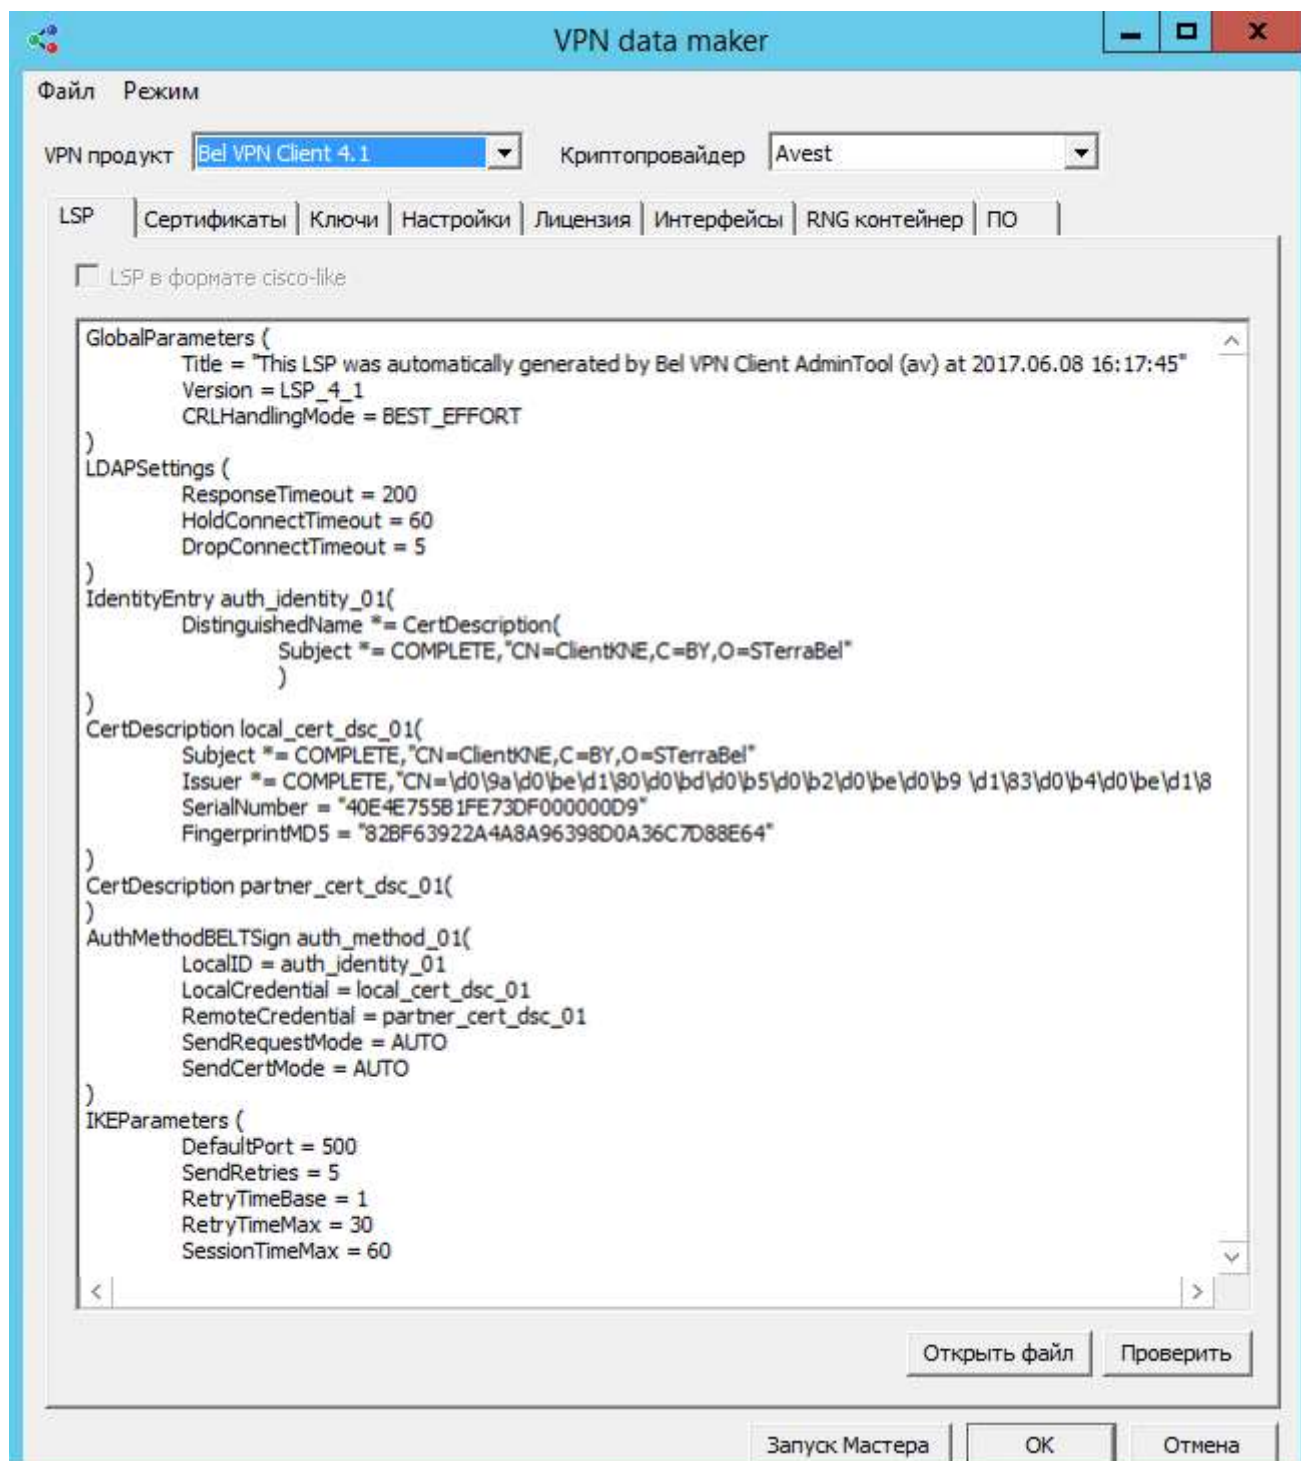 VPN data maker
Файл Режим
VPN продукт Bel VPN Client 4.1 Криптопровайдер Avest
LSP Сертификаты Ключи Настройки Лицензия Интерфейсы RNG контейнер ПО
LSP в формате cisco-like
GlobalParameters (
Title = "This LSP was automatically generated by Bel VPN Client AdminTool (av) at 2017.06.08 16:17:45"
Version = LSP_4_1
CRLHandlingMode = BEST_EFFORT
)
LDAPSettings (
ResponseTimeout = 200
HoldConnectTimeout = 60
DropConnectTimeout = 5
)
IdentityEntry auth_identity_01(
DistinguishedName *= CertDescription(
Subject *= COMPLETE,"CN=ClientKNE,C=BY,O=STerraBel"
)
)
CertDescription local_cert_dsc_01(
Subject *= COMPLETE,"CN=ClientKNE,C=BY,O=STerraBel"
Issuer *= COMPLETE,"CN=\d0\9a\d0\be\d1\80\d0\bd\d0\b5\d0\b2\d0\be\d0\b9 \d1\83\d0\b4\d0\be\d1\8
SerialNumber = "40E4E755B1FE73DF000000D9"
FingerprintMD5 = "82BF63922A4A8A96398D0A36C7D88E64"
)
CertDescription partner_cert_dsc_01(
)
AuthMethodBELTSign auth_method_01(
LocalID = auth_identity_01
LocalCredential = local_cert_dsc_01
RemoteCredential = partner_cert_dsc_01
SendRequestMode = AUTO
SendCertMode = AUTO
)
IKEParameters (
DefaultPort = 500
SendRetries = 5
RetryTimeBase = 1
RetryTimeMax = 30
SessionTimeMax = 60
Открыть файл Проверить
Запуск Мастера OK Отмена